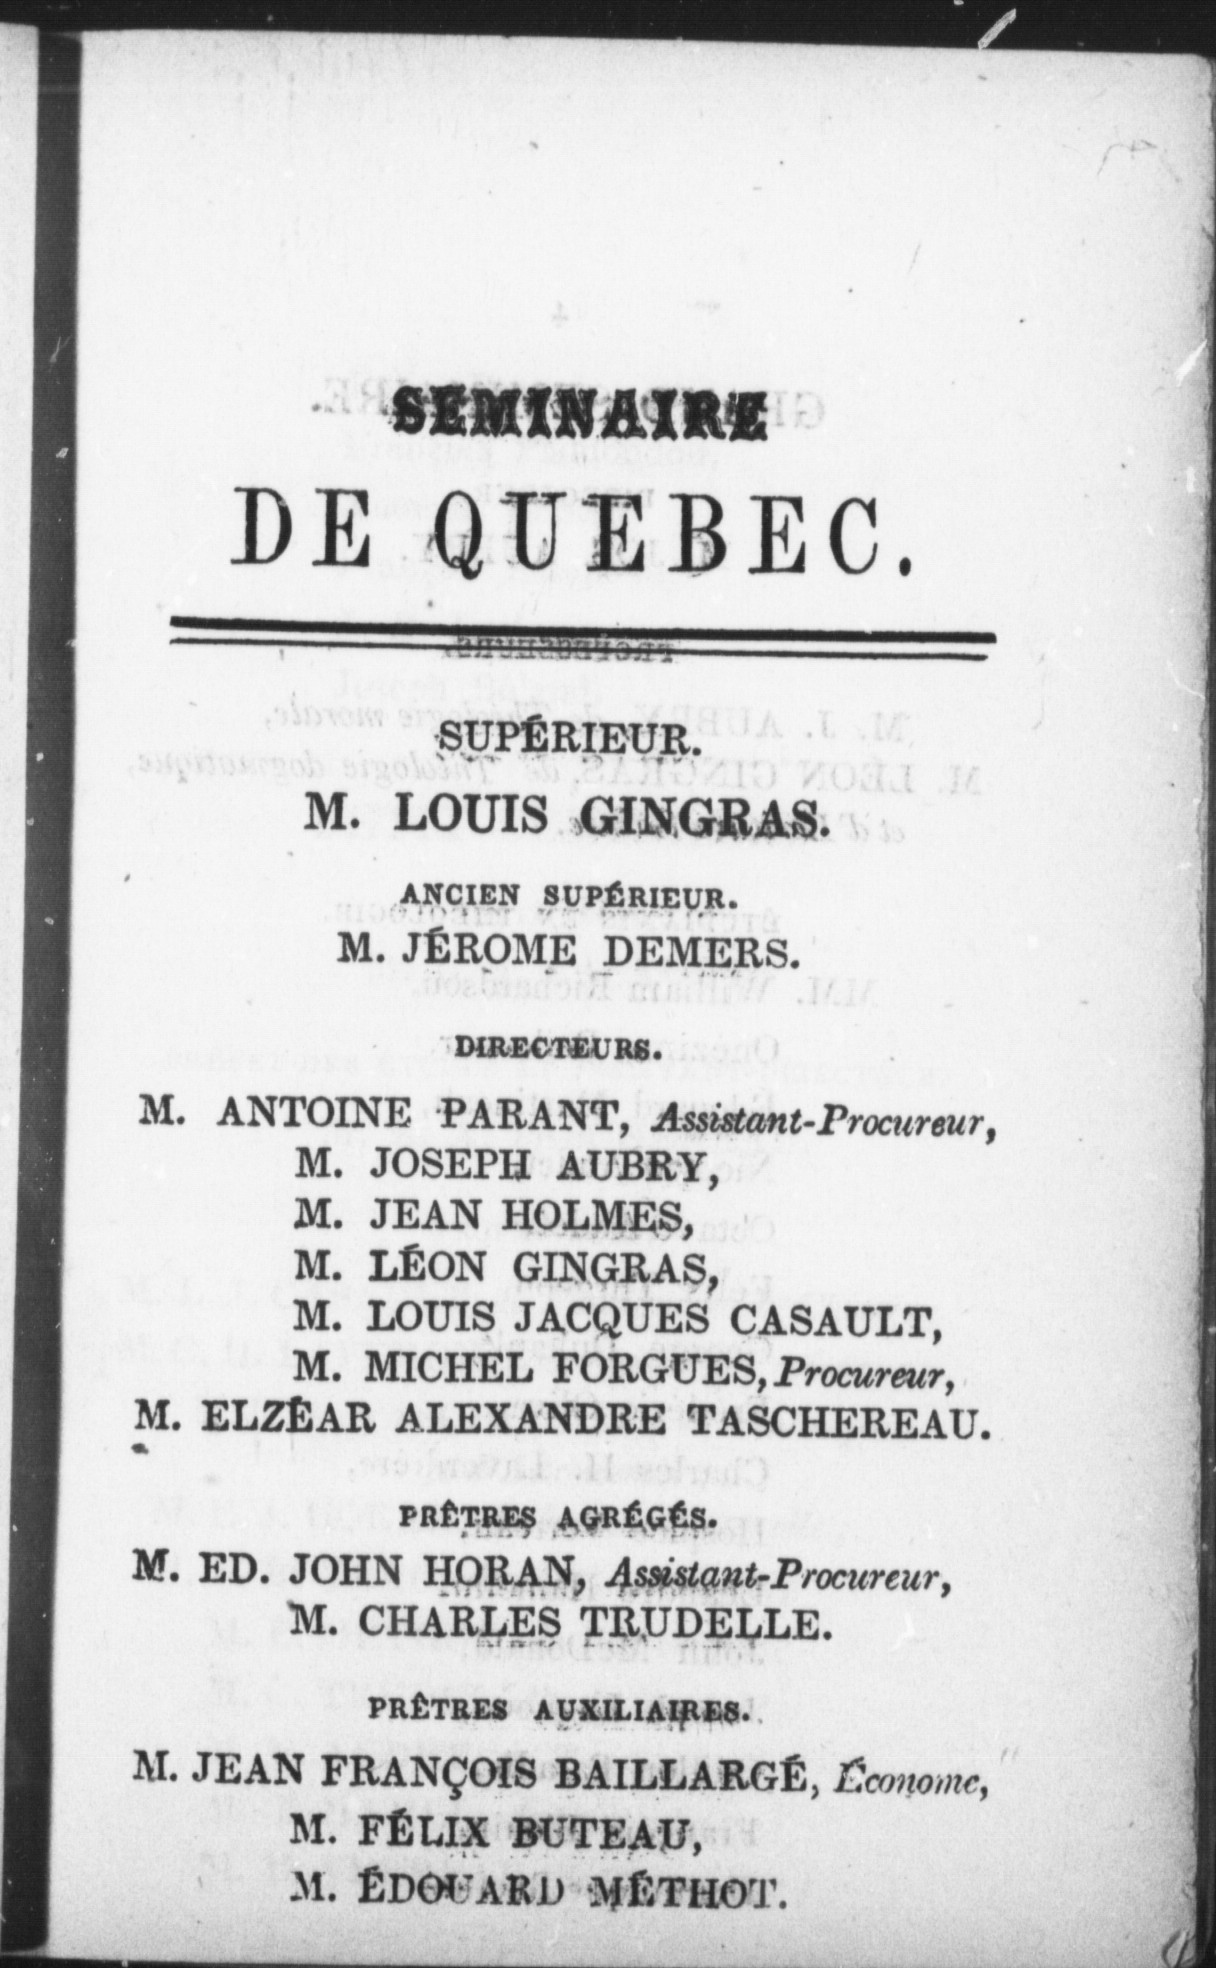 SEMINAIRE
DE QUEBEC.
SUPÉRIEUR.
M. LOUIS GINGRAS.
ANCIEN SUPÉRIEUR.
M. JÉROME DEMERS.
DIRECTEURS.
M. ANTOINE PARANT, Assistant-Procureur,
M. JOSEPH AUBRY,
M. JEAN HOLMES,
M. LÉON GINGRAS,
M. LOUIS JACQUES CASAULT,
M. MICHEL FORGUES, Procureur,
M. ELZÉAR ALEXANDRE TASCHEREAU.
PRÊTRES AGRÉGÉS.
M. ED. JOHN HORAN, Assistant-Procureur,
M. CHARLES TRUDELLE.
PRÊTRES AUXILIAIRES.
M. JEAN FRANÇOIS BAILLARGÉ, Économe,
M. FÉLIX BUTEAU,
M. ÉDOUARD MÉTHOT.